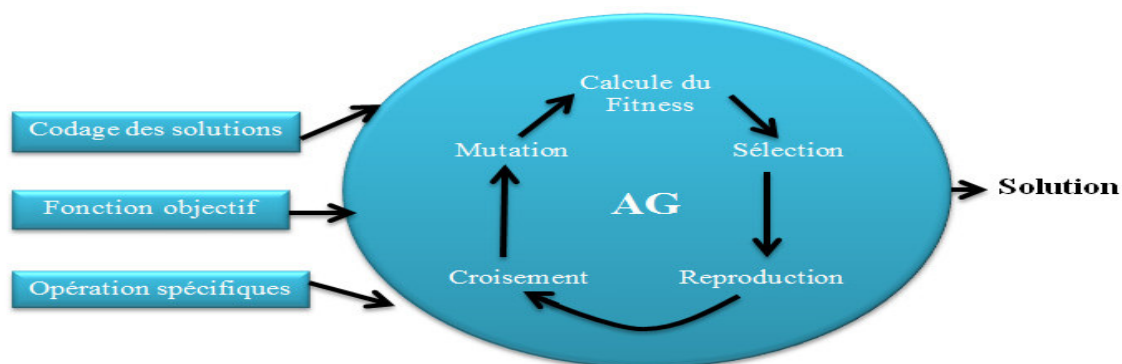 Codage des solutions
Fonction objectif
Opération spécifiques
Calcule du
Fitness
Mutation
Sélection
AG
Croisement
Reproduction
Solution